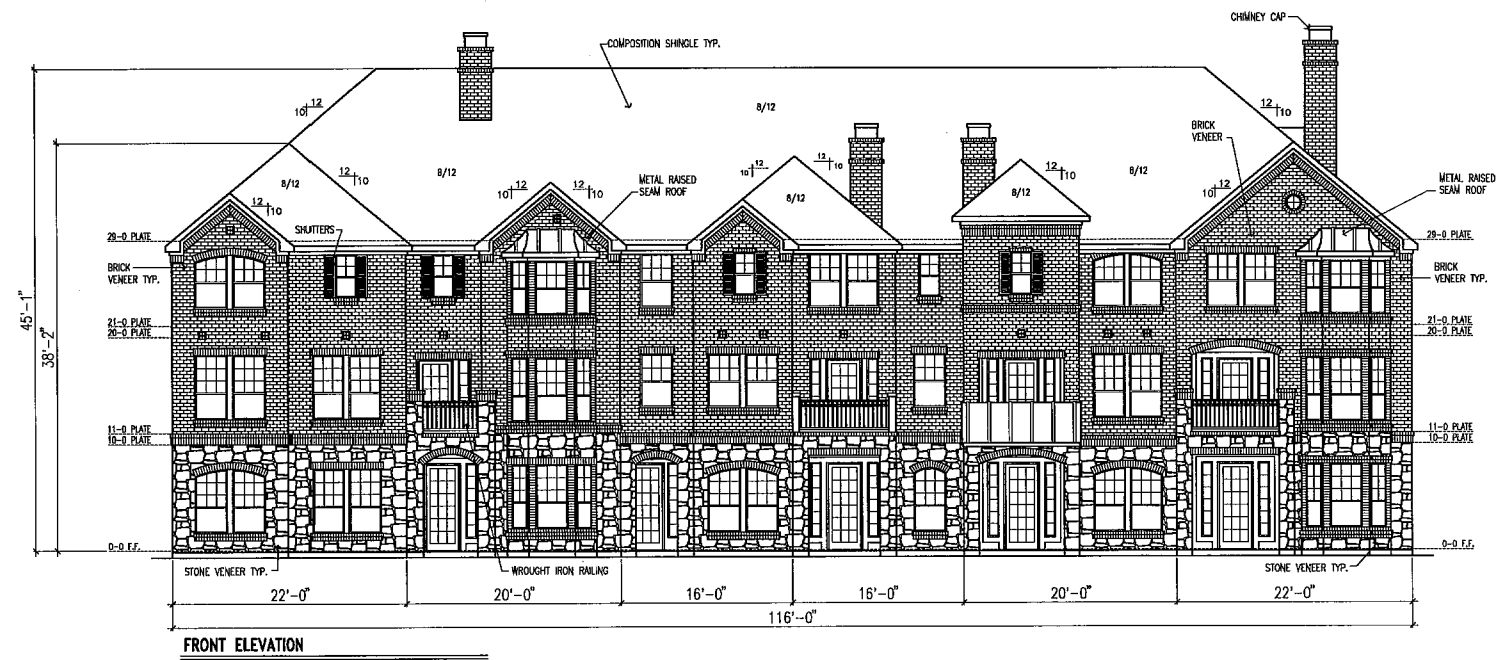 CHIMNEY CAP
COMPOSITION SHINGLE TYP.
12
10
8/12
12
10
BRICK
VENEER
12
10
8/12
12
10
8/12
METAL RAISED
SEAM ROOF
12
10
12
10
8/12
8/12
12
10
8/12
12
10
METAL RAISED
SEAM ROOF
12
10
12
10
12
10
SHUTTERS
29-0 PLATE
29-0 PLATE
BRICK
VENEER TYP.
BRICK
VENEER TYP.
45'-1"
38'-2"
21-0 PLATE
20-0 PLATE
21-0 PLATE
20-0 PLATE
11-0 PLATE
10-0 PLATE
11-0 PLATE
10-0 PLATE
0-0 F.F.
0-0 F.F.
STONE VENEER TYP.
WROUGHT IRON RAILING
STONE VENEER TYP.
22'-0"
20'-0"
16'-0"
16'-0"
20'-0"
22'-0"
116'-0"
FRONT ELEVATION